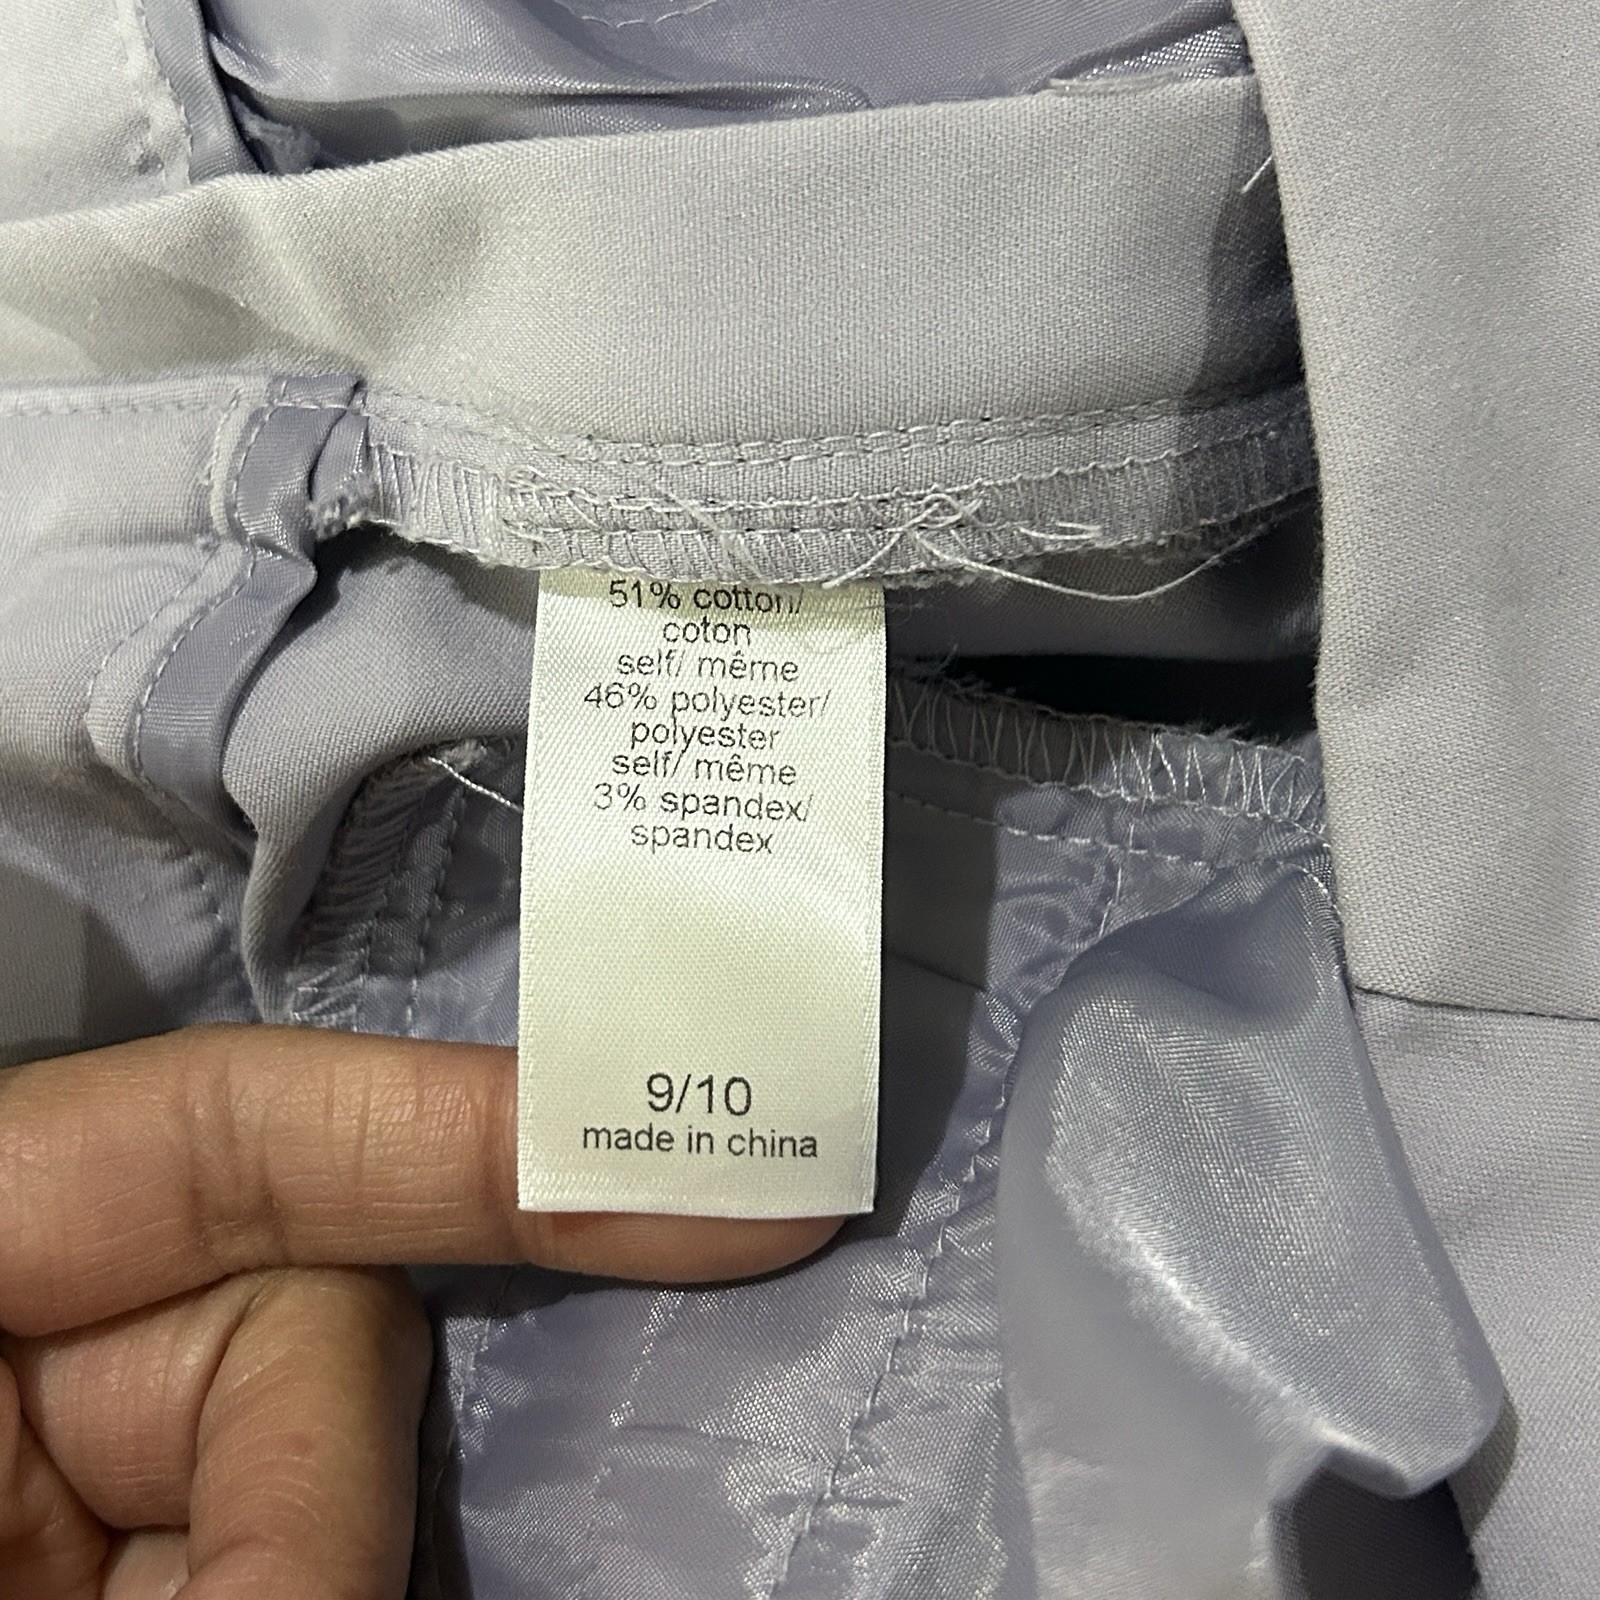 51% cotton/
coton
self/ même
46% polyester/
polyester
self/ même
3% spandex/
spandex
9/10
made in china